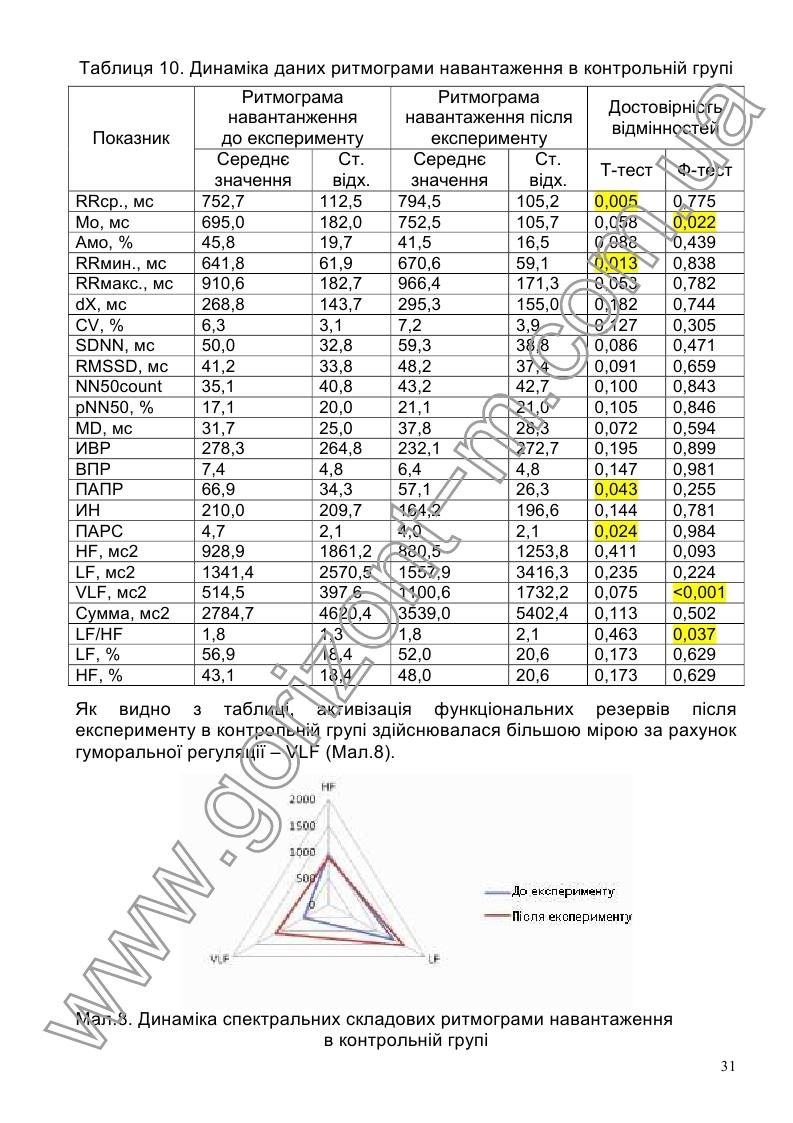 Таблиця 10. Динаміка даних ритмограми навантаження в контрольній групі
Показник
Ритмограма навантанження до експерименту
Ритмограма навантаження після експерименту
Достовірність відмінностей
Середнє значення Ст. відх. Середнє значення Ст. відх. Т-тест Ф-тест
RRср., мс 752,7 112,5 794,5 105,2 0,005 0,775
Мо, мс 695,0 182,0 752,5 105,7 0,058 0,022
Амо, % 45,8 19,7 41,5 16,5 0,088 0,439
RRмин., мс 641,8 61,9 670,6 59,1 0,013 0,838
RRмакс., мс 910,6 182,7 966,4 171,3 0,053 0,782
dX, мс 268,8 143,7 295,3 155,0 0,182 0,744
CV, % 6,3 3,1 7,2 3,9 0,127 0,305
SDNN, мс 50,0 32,8 59,3 38,8 0,086 0,471
RMSSD, мс 41,2 33,8 48,2 37,4 0,091 0,659
NN50count 35,1 40,8 43,2 42,7 0,100 0,843
pNN50, % 17,1 20,0 21,1 21,0 0,105 0,846
MD, мс 31,7 25,0 37,8 28,3 0,072 0,594
ИВР 278,3 264,8 232,1 272,7 0,195 0,899
ВПР 7,4 4,8 6,4 4,8 0,147 0,981
ПАПР 66,9 34,3 57,1 26,3 0,043 0,255
ИН 210,0 209,7 164,2 196,6 0,144 0,781
ПАРС 4,7 2,1 4,0 2,1 0,024 0,984
HF, мс2 928,9 1861,2 880,5 1253,8 0,411 0,093
LF, мс2 1341,4 2570,5 1557,9 3416,3 0,235 0,224
VLF, мс2 514,5 397,6 1100,6 1732,2 0,075 <0,001
Сумма, мс2 2784,7 4620,4 3539,0 5402,4 0,113 0,502
LF/HF 1,8 1,3 1,8 2,1 0,463 0,037
LF, % 56,9 18,4 52,0 20,6 0,173 0,629
HF, % 43,1 18,4 48,0 20,6 0,173 0,629
Як видно з таблиці, активізація функціональних резервів після
експерименту в контрольній групі здійснювалася більшою мірою за рахунок
гуморальної регуляції – VLF (Мал.8).
HF
2000
1500
1000
500
0
VLF
LF
До експерименту
Після експерименту
Мал.8. Динаміка спектральних складових ритмограми навантаження
в контрольній групі
31
www.gorizont-m.com.ua